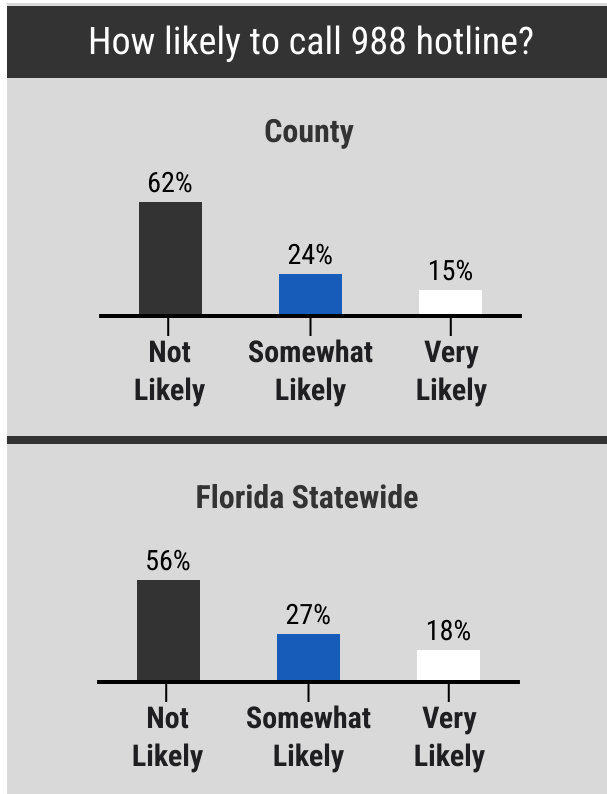 How likely to call 988 hotline?
County
62%
24%
15%
Not Likely
Somewhat Likely
Very Likely
Florida Statewide
56%
27%
18%
Not Likely
Somewhat Likely
Very Likely